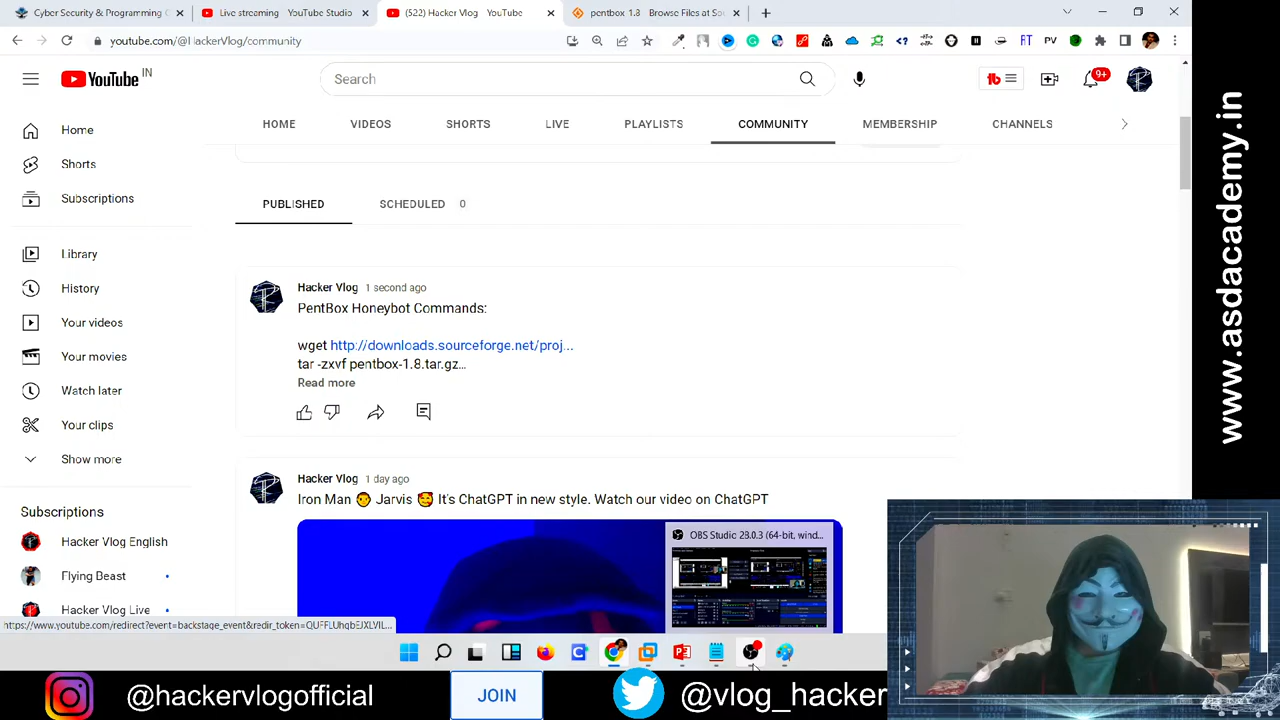 Cyber Security & Programming C
Live streaming - YouTube Studio
(522) Hacker Vlog - YouTube
pentbox 1.8 - Browse Files at So
youtube.com/@HackerVlog/community
YouTube IN
Search
9+
HOME
VIDEOS
SHORTS
LIVE
PLAYLISTS
COMMUNITY
MEMBERSHIP
CHANNELS
Home
Shorts
Subscriptions
Library
History
Your videos
Your movies
Watch later
Your clips
Show more
Subscriptions
Hacker Vlog English
Flying Beast
Hacker Vlog Live
PUBLISHED
SCHEDULED 0
Hacker Vlog 1 second ago
PentBox Honeybot Commands:
wget http://downloads.sourceforge.net/proj...
tar -zxvf pentbox-1.8.tar.gz...
Read more
Hacker Vlog 1 day ago
Iron Man Jarvis It's ChatGPT in new style. Watch our video on ChatGPT
OBS Studio 28.0.3 (64-bit, wind...
@hackervlogofficial
JOIN
@vlog_hacker
www.asdacademy.in